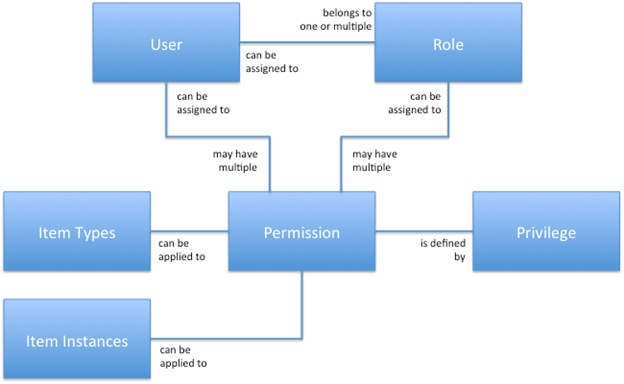 User
belongs to
one or multiple
Role
can be
assigned to
can be
assigned to
can be
assigned to
may have
multiple
may have
multiple
Item Types
can be
applied to
Permission
is defined
by
Privilege
Item Instances
can be
applied to